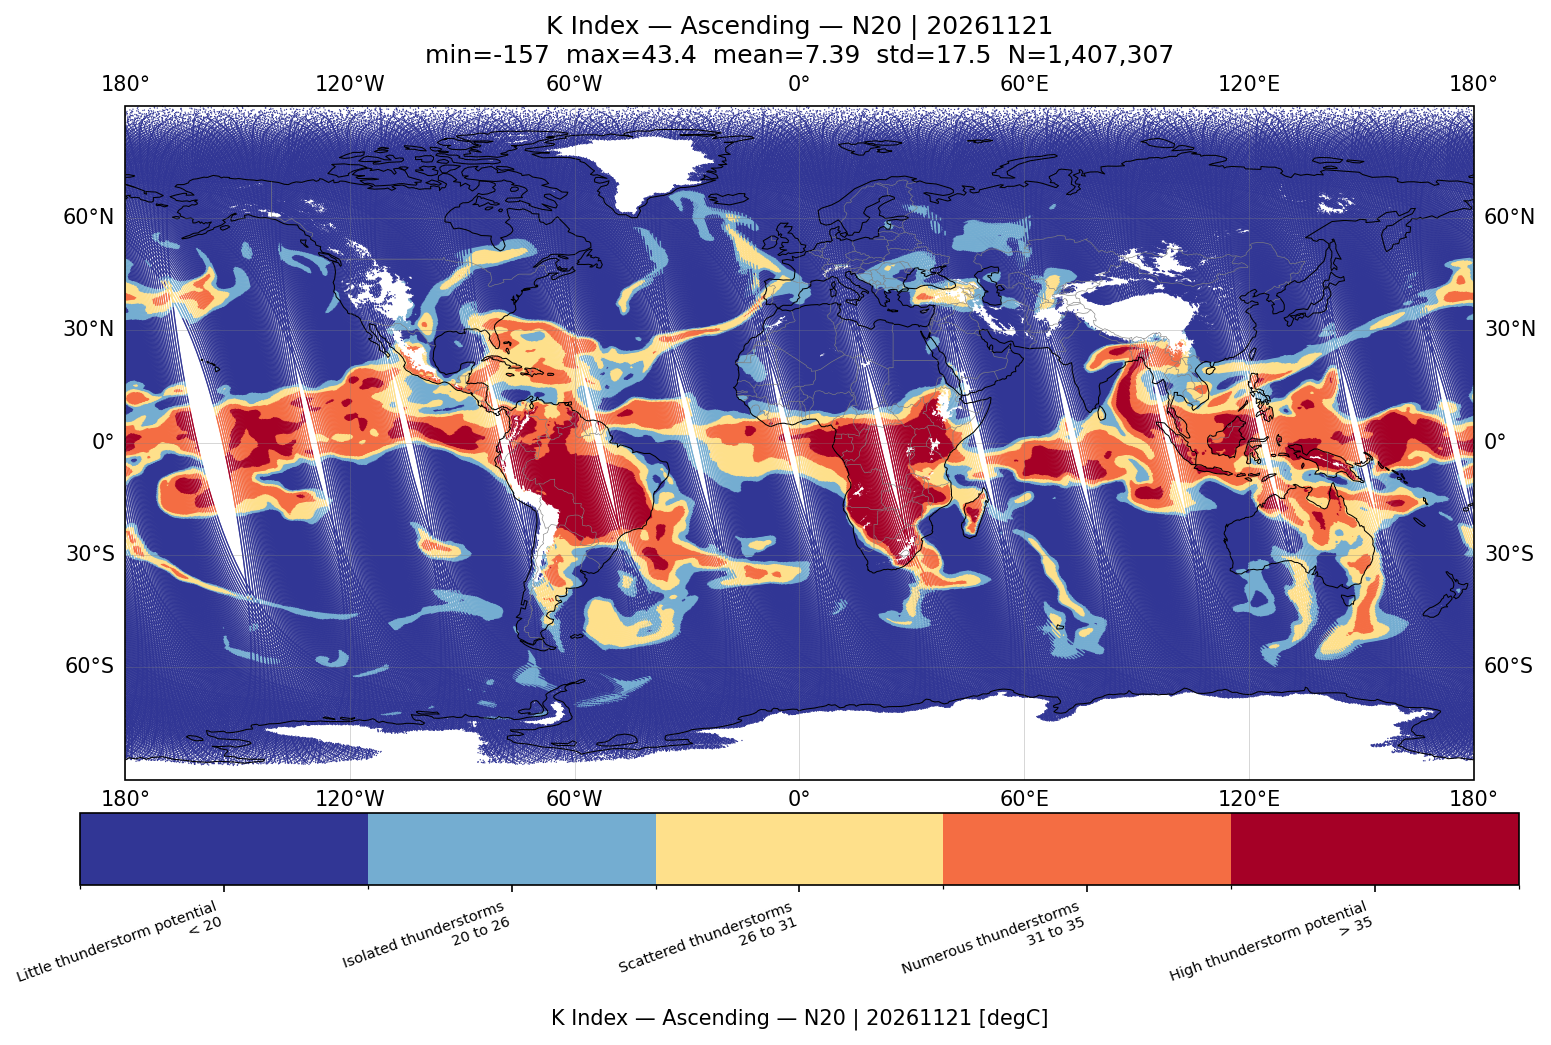 K Index — Ascending — N20 | 20261121
min=-157  max=43.4  mean=7.39  std=17.5  N=1,407,307
180° 120°W 60°W 0° 60°E 120°E 180°
60°N 60°N
30°N 30°N
0° 0°
30°S 30°S
60°S 60°S
180° 120°W 60°W 0° 60°E 120°E 180°
Little thunderstorm potential
< 20
Isolated thunderstorms
20 to 26
Scattered thunderstorms
26 to 31
Numerous thunderstorms
31 to 35
High thunderstorm potential
> 35
K Index — Ascending — N20 | 20261121 [degC]